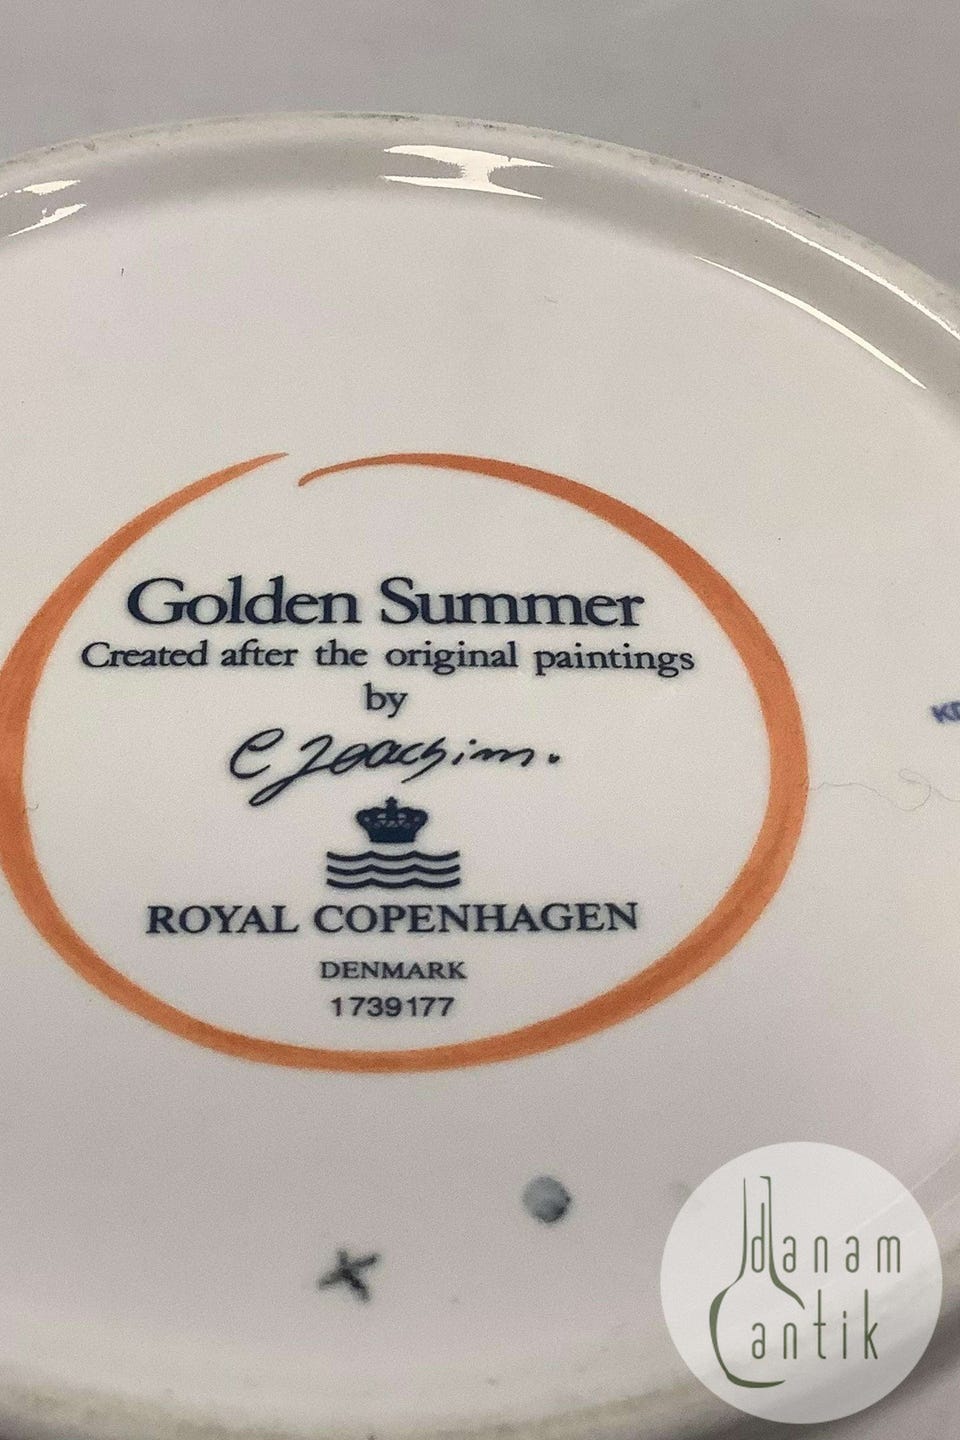 Golden Summer
Created after the original paintings
by
C Joachim.
ROYAL COPENHAGEN
DENMARK
1739177
danam
antik